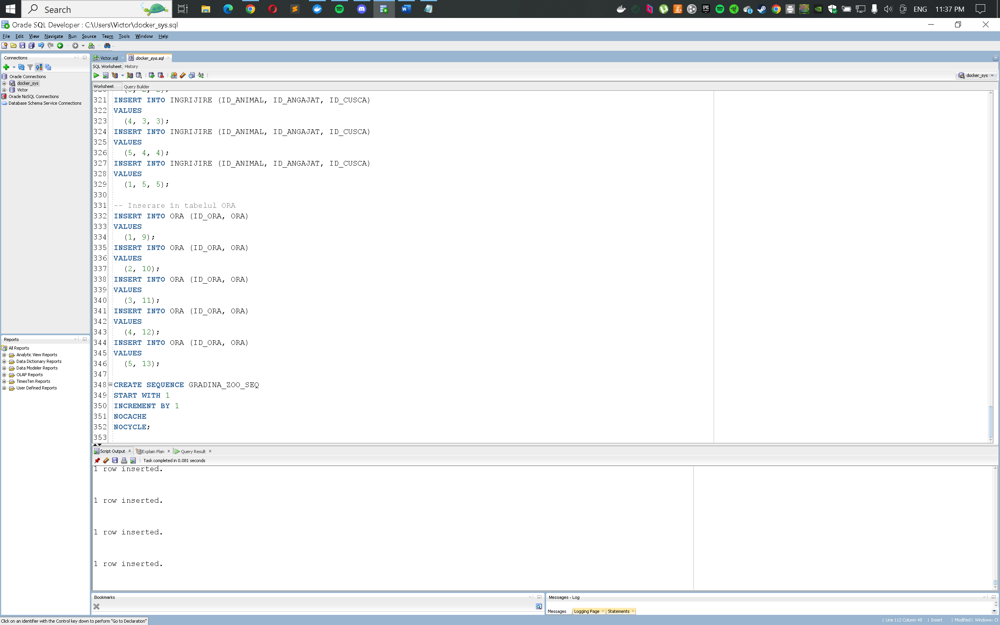 Search
ENG
11:37 PM
Oracle SQL Developer : C:\Users\Victor\docker_sys.sql
File Edit View Navigate Run Source Team Tools Window Help
Connections
Oracle Connections
docker_sys
Victor
Oracle NoSQL Connections
Database Schema Service Connections
Reports
All Reports
Analytic View Reports
Data Dictionary Reports
Data Modeler Reports
OLAP Reports
TimesTen Reports
User Defined Reports
Victor.sql
docker_sys.sql
SQL Worksheet History
docker_sys
Worksheet Query Builder
321 INSERT INTO INGRIJIRE (ID_ANIMAL, ID_ANGAJAT, ID_CUSCA)
322 VALUES
323 (4, 3, 3);
324 INSERT INTO INGRIJIRE (ID_ANIMAL, ID_ANGAJAT, ID_CUSCA)
325 VALUES
326 (5, 4, 4);
327 INSERT INTO INGRIJIRE (ID_ANIMAL, ID_ANGAJAT, ID_CUSCA)
328 VALUES
329 (1, 5, 5);
330
331 -- Inserare în tabelul ORA
332 INSERT INTO ORA (ID_ORA, ORA)
333 VALUES
334 (1, 9);
335 INSERT INTO ORA (ID_ORA, ORA)
336 VALUES
337 (2, 10);
338 INSERT INTO ORA (ID_ORA, ORA)
339 VALUES
340 (3, 11);
341 INSERT INTO ORA (ID_ORA, ORA)
342 VALUES
343 (4, 12);
344 INSERT INTO ORA (ID_ORA, ORA)
345 VALUES
346 (5, 13);
347
348 CREATE SEQUENCE GRADINA_ZOO_SEQ
349 START WITH 1
350 INCREMENT BY 1
351 NOCACHE
352 NOCYCLE;
353
Script Output Explain Plan Query Result
Task completed in 0.081 seconds
1 row inserted.
1 row inserted.
1 row inserted.
1 row inserted.
Bookmarks
Messages - Log
Messages Logging Page Statements
Click on an identifier with the Control key down to perform "Go to Declaration"
Line 112 Column 48 | Insert | Modified | Windows: